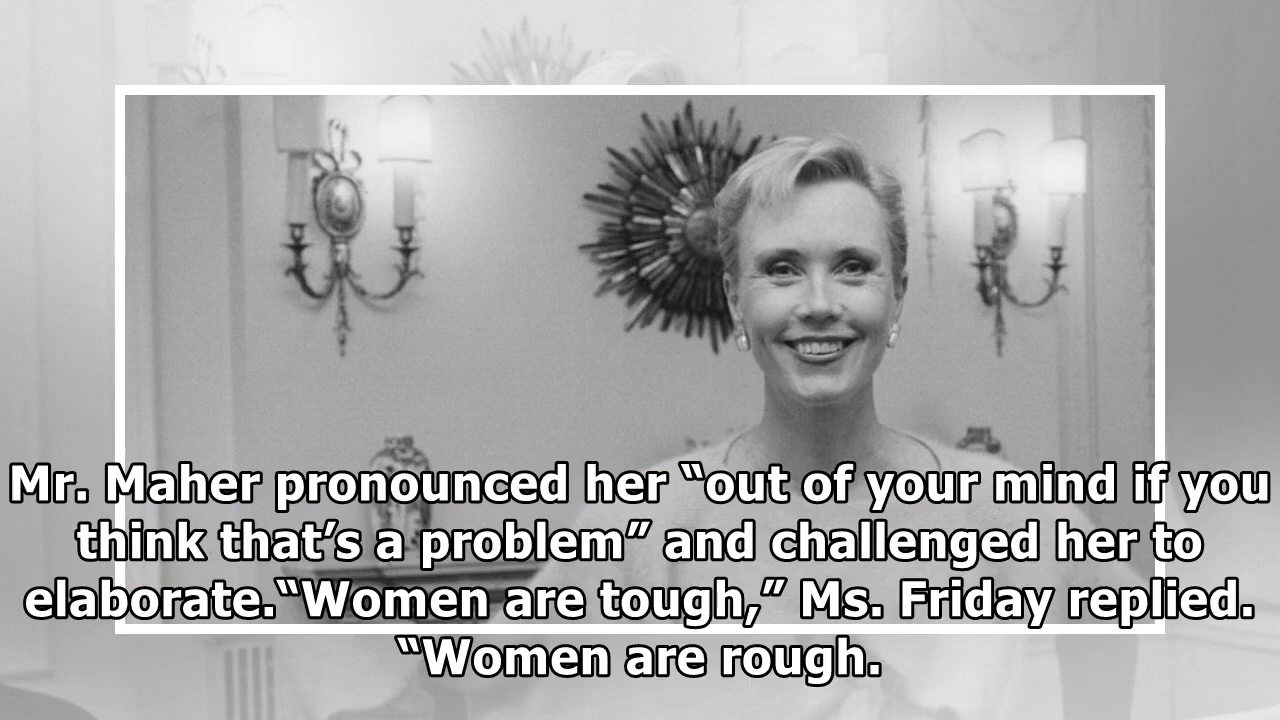 Mr. Maher pronounced her “out of your mind if you
think that’s a problem” and challenged her to
elaborate.“Women are tough,” Ms. Friday replied.
“Women are rough.